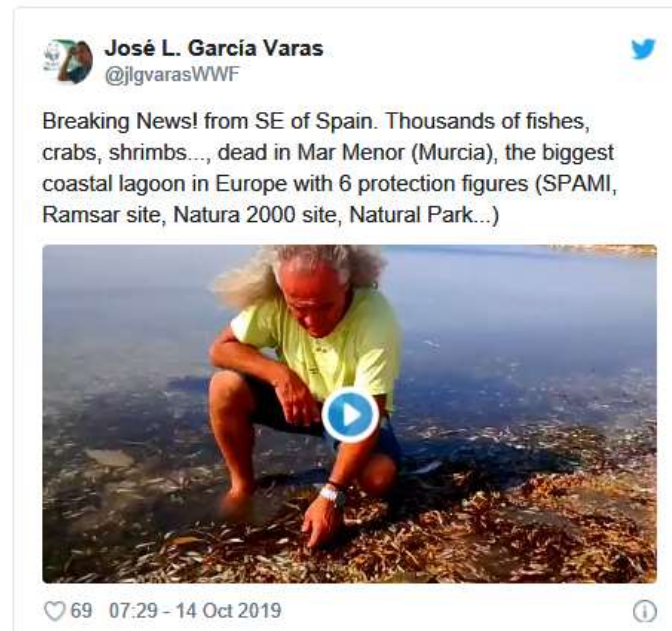 José L. García Varas
@jlgvarasWWF
Breaking News! from SE of Spain. Thousands of fishes,
crabs, shrimbs..., dead in Mar Menor (Murcia), the biggest
coastal lagoon in Europe with 6 protection figures (SPAMI,
Ramsar site, Natura 2000 site, Natural Park...)
69 07:29 - 14 Oct 2019